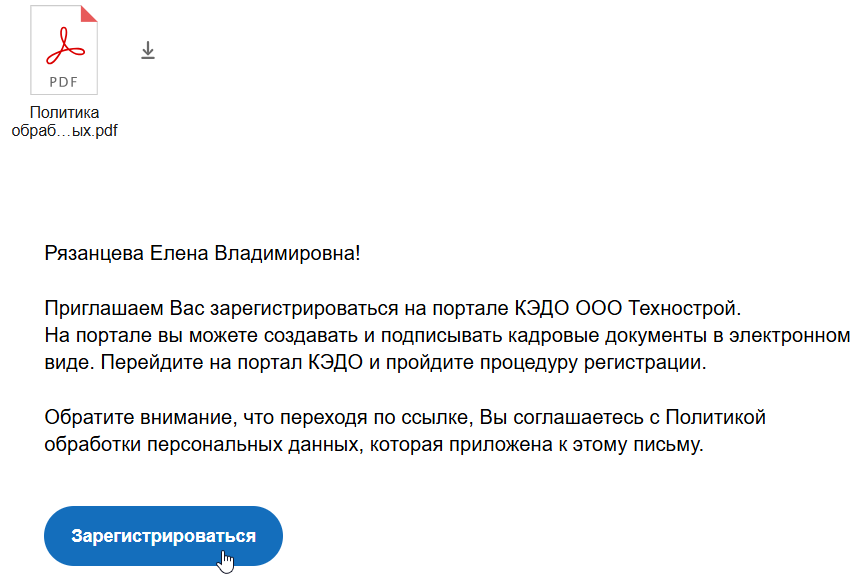 PDF
Политика
обраб...ых.pdf
Рязанцева Елена Владимировна!
Приглашаем Вас зарегистрироваться на портале КЭДО ООО Технострой.
На портале вы можете создавать и подписывать кадровые документы в электронном
виде. Перейдите на портал КЭДО и пройдите процедуру регистрации.
Обратите внимание, что переходя по ссылке, Вы соглашаетесь с Политикой
обработки персональных данных, которая приложена к этому письму.
Зарегистрироваться